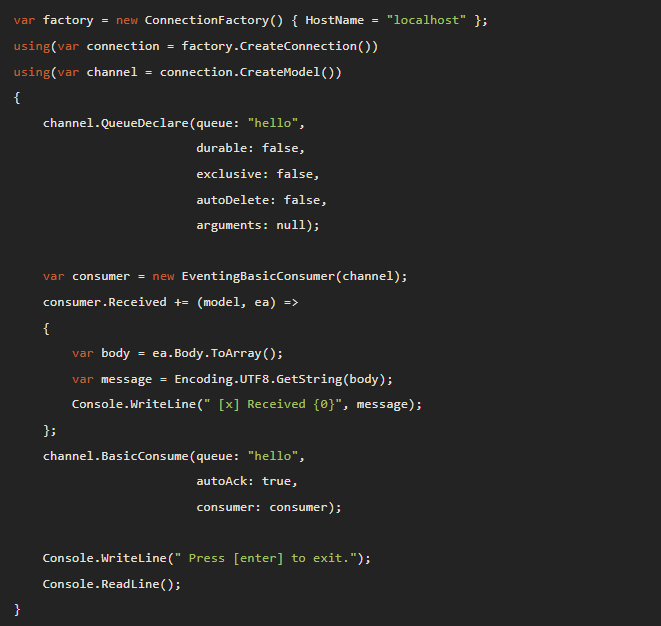 var factory = new ConnectionFactory() { HostName = "localhost" };
using(var connection = factory.CreateConnection())
using(var channel = connection.CreateModel())
{
    channel.QueueDeclare(queue: "hello",
                         durable: false,
                         exclusive: false,
                         autoDelete: false,
                         arguments: null);

    var consumer = new EventingBasicConsumer(channel);
    consumer.Received += (model, ea) =>
    {
        var body = ea.Body.ToArray();
        var message = Encoding.UTF8.GetString(body);
        Console.WriteLine(" [x] Received {0}", message);
    };
    channel.BasicConsume(queue: "hello",
                         autoAck: true,
                         consumer: consumer);

    Console.WriteLine(" Press [enter] to exit.");
    Console.ReadLine();
}